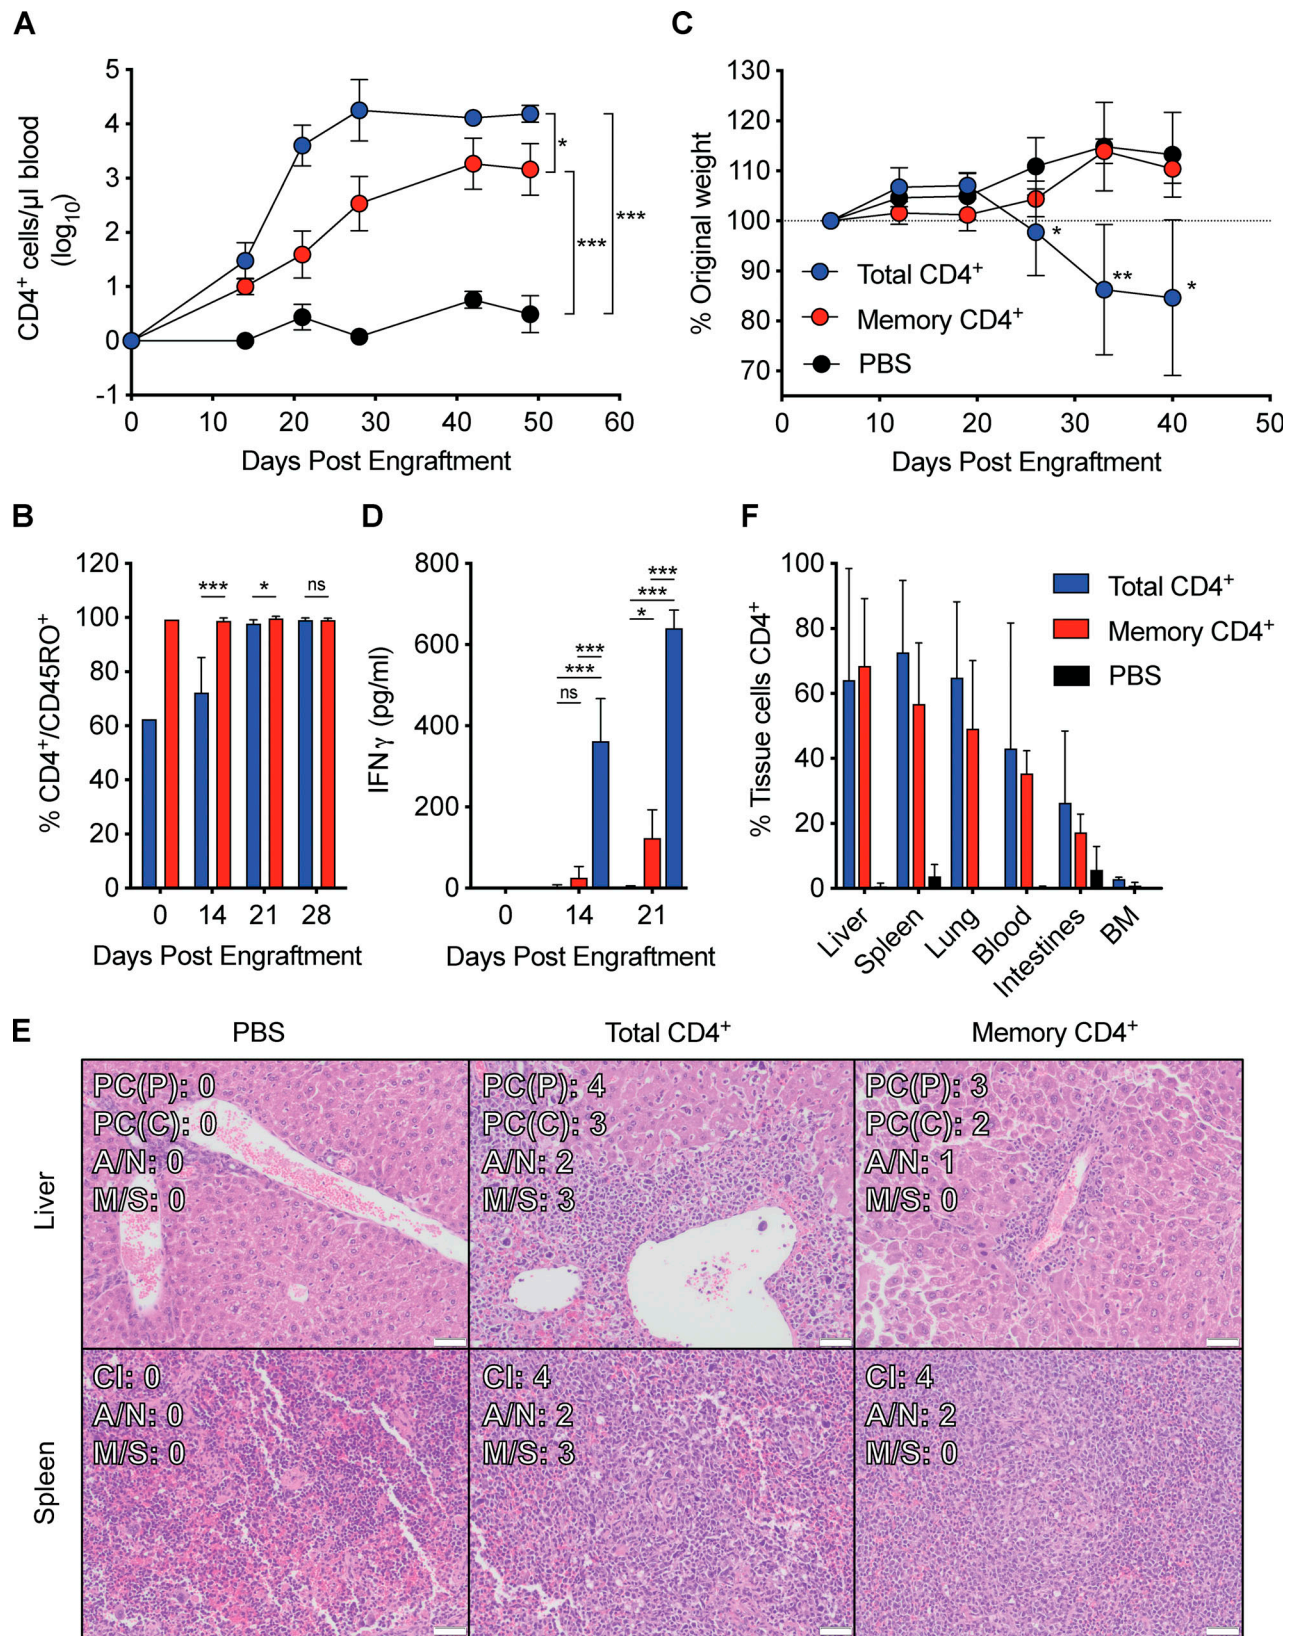 A
CD4+ cells/µl blood
(log10)
5
4
3
2
1
0
-1
0 10 20 30 40 50 60
Days Post Engraftment
*
***
***
C
% Original weight
130
120
110
100
90
80
70
0 10 20 30 40 50
Days Post Engraftment
*
**
*
Total CD4+
Memory CD4+
PBS
B
% CD4+/CD45RO+
120
100
80
60
40
20
0
*** * ns
0 14 21 28
Days Post Engraftment
D
IFNγ (pg/ml)
800
600
400
200
0
***
***
ns
***
***
*
0 14 21
Days Post Engraftment
F
% Tissue cells CD4+
100
80
60
40
20
0
Liver
Spleen
Lung
Blood
Intestines
BM
Total CD4+
Memory CD4+
PBS
E
PBS Total CD4+ Memory CD4+
Liver
PC(P): 0
PC(C): 0
A/N: 0
M/S: 0
PC(P): 4
PC(C): 3
A/N: 2
M/S: 3
PC(P): 3
PC(C): 2
A/N: 1
M/S: 0
Spleen
CI: 0
A/N: 0
M/S: 0
CI: 4
A/N: 2
M/S: 3
CI: 4
A/N: 2
M/S: 0